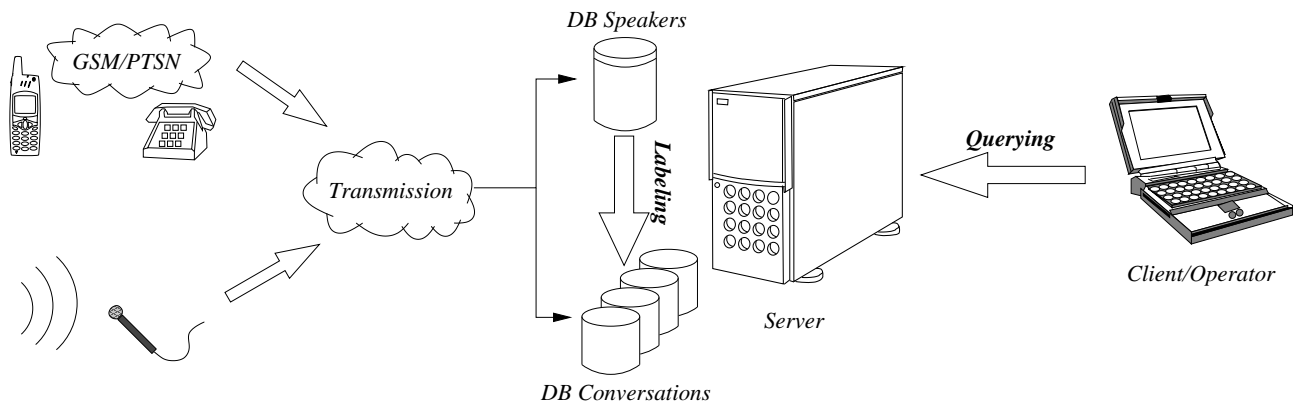 DB Speakers
GSM/PTSN
Querying
Labeling
Transmission
Client/Operator
Server
DB Conversations